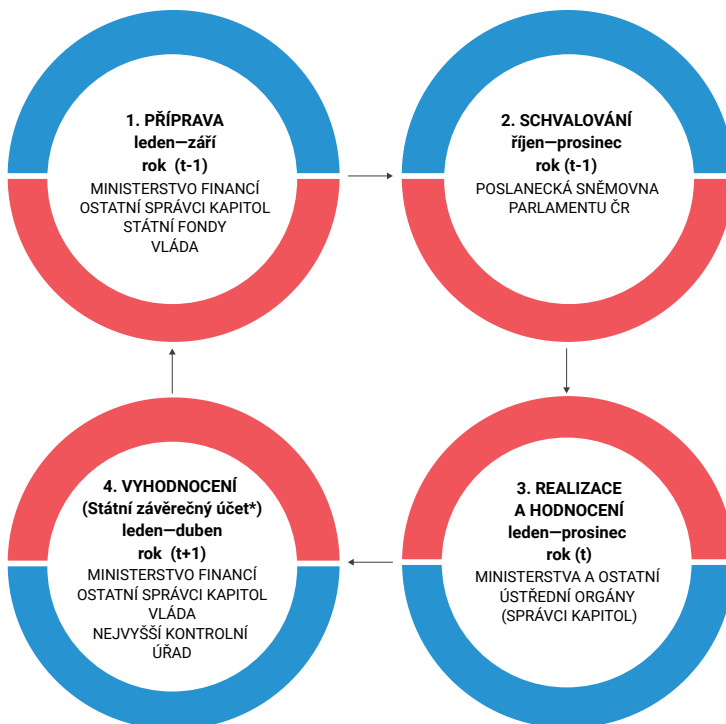 1. PŘÍPRAVA
leden—září
rok (t-1)
MINISTERSTVO FINANCÍ
OSTATNÍ SPRÁVCI KAPITOL
STÁTNÍ FONDY
VLÁDA
2. SCHVALOVÁNÍ
říjen—prosinec
rok (t-1)
POSLANECKÁ SNĚMOVNA
PARLAMENTU ČR
3. REALIZACE
A HODNOCENÍ
leden—prosinec
rok (t)
MINISTERSTVA A OSTATNÍ
ÚSTŘEDNÍ ORGÁNY
(SPRÁVCI KAPITOL)
4. VYHODNOCENÍ
(Státní závěrečný účet*)
leden—duben
rok (t+1)
MINISTERSTVO FINANCÍ
OSTATNÍ SPRÁVCI KAPITOL
VLÁDA
NEJVYŠŠÍ KONTROLNÍ
ÚŘAD